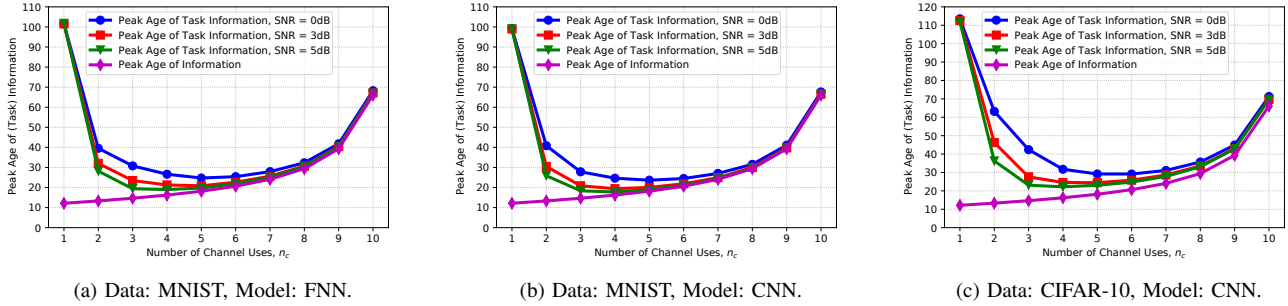 110
100
90
80
70
60
50
40
30
20
10
0
Peak Age of (Task) Information
Peak Age of Task Information, SNR = 0dB
Peak Age of Task Information, SNR = 3dB
Peak Age of Task Information, SNR = 5dB
Peak Age of Information
1 2 3 4 5 6 7 8 9 10
Number of Channel Uses, n_c
(a) Data: MNIST, Model: FNN.
110
100
90
80
70
60
50
40
30
20
10
0
Peak Age of (Task) Information
Peak Age of Task Information, SNR = 0dB
Peak Age of Task Information, SNR = 3dB
Peak Age of Task Information, SNR = 5dB
Peak Age of Information
1 2 3 4 5 6 7 8 9 10
Number of Channel Uses, n_c
(b) Data: MNIST, Model: CNN.
120
110
100
90
80
70
60
50
40
30
20
10
0
Peak Age of (Task) Information
Peak Age of Task Information, SNR = 0dB
Peak Age of Task Information, SNR = 3dB
Peak Age of Task Information, SNR = 5dB
Peak Age of Information
1 2 3 4 5 6 7 8 9 10
Number of Channel Uses, n_c
(c) Data: CIFAR-10, Model: CNN.